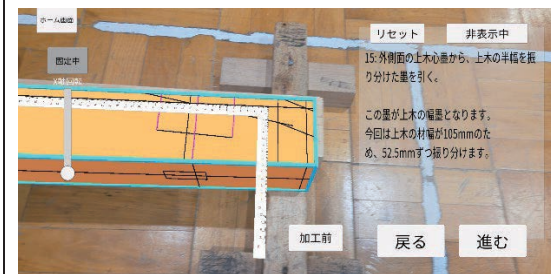 ホーム画面
リセット
非表示中
固定中
15: 外側面の上木心墨から、上木の半幅を振
り分けた墨を引く。
この墨が上木の幅墨となります。
今回は上木の材幅が105mmのた
め、52.5mmずつ振り分けます。
加工前
戻る
進む